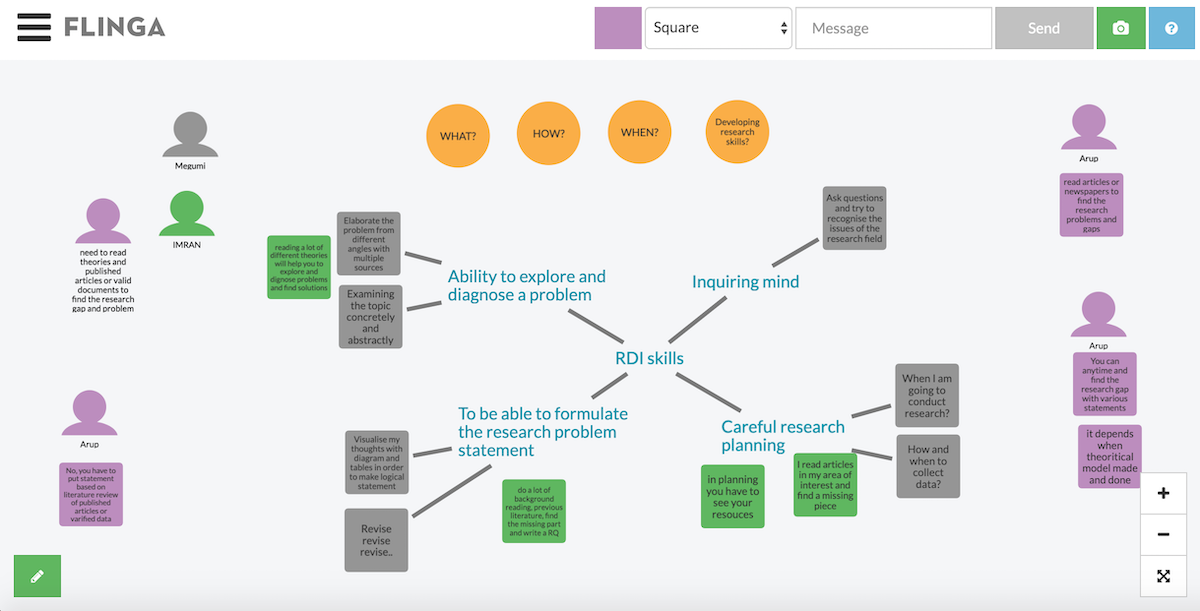 FLINGA
Square
Message
Send
Megumi
IMRAN
need to read
theories and
published
articles or valid
documents to
find the research
gap and problem
Arup
No, you have to
put statement
based on
literature review
of published
articles or
varified data
WHAT?
HOW?
WHEN?
Developing
research
skills?
reading a lot of
different theories
will help you to
explore and
dignose problems
and find solutions
Elaborate the
problem from
different
angles with
multiple
sources
Examining
the topic
concretely
and
abstractly
Ability to explore and
diagnose a problem
Ask questions
and try to
recognise the
issues of the
research field
Inquiring mind
RDI skills
To be able to formulate
the research problem
statement
Visualise my
thoughts with
diagram and
tables in order
to make logical
statement
Revise
revise
revise..
do a lot of
background
reading, previous
literature, find
the missing part
and write a RQ
Careful research
planning
When I am
going to
conduct
research?
How and
when to
collect
data?
in planning
you have to
see your
resouces
I read articles
in my area of
interest and
find a missing
piece
Arup
read articles or
newspapers to
find the
research
problems and
gaps
Arup
You can
anytime and
find the
research gap
with various
statements
it depends
when
theoritical
model made
and done